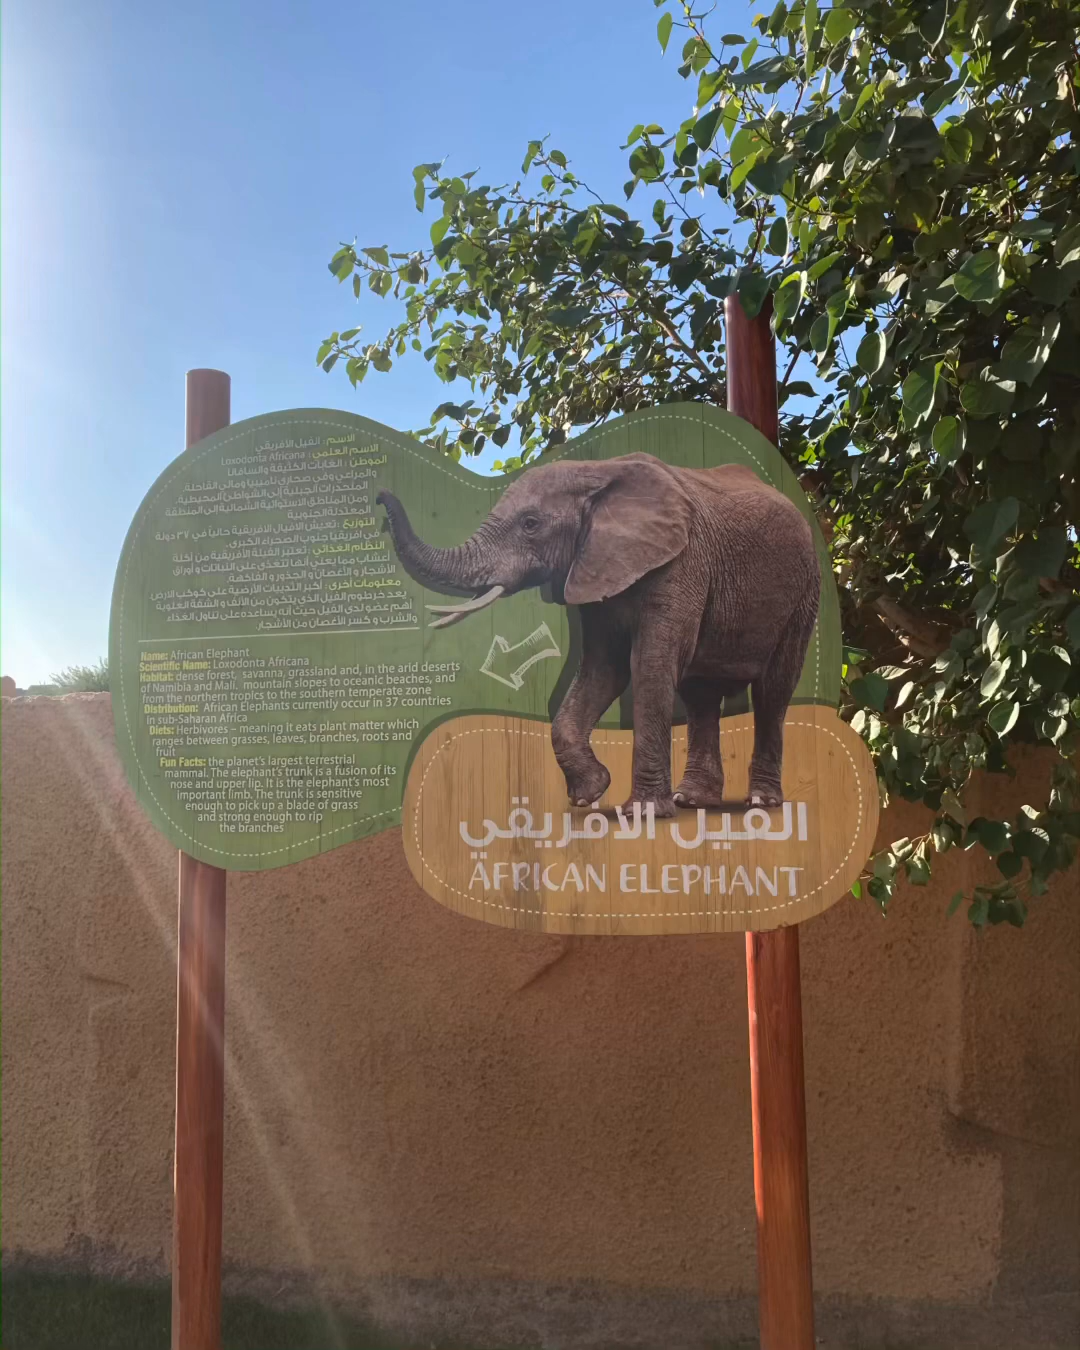 الاسم: الفيل الأفريقي
الاسم العلمي: Loxodonta Africana
الموطن: الغابات الكثيفة والسافانا
والمراعي وفي صحاري ناميبيا ومالي القاحلة.
المنحدرات الجبلية إلى الشواطئ المحيطية.
ومن المناطق الاستوائية الشمالية إلى المنطقة
المعتدلة الجنوبية
التوزيع: تعيش الأفيال الأفريقية حالياً في ٣٧ دولة
في أفريقيا جنوب الصحراء الكبرى.
النظام الغذائي: تعتبر الفيلة الأفريقية من أكلة
أعشاب مما يعني أنها تتغذى على النباتات و أوراق
الأشجار و الأغصان و الجذور و الفاكهة.
معلومات أخرى: أكبر الثدييات الأرضية على كوكب الارض
يعد خرطوم الفيل الذي يتكون من الأنف و الشفة العلوية
أهم عضو لدى الفيل حيث أنه يساعده على تناول الغذاء
والشرب و كسر الأغصان من الأشجار.
Name: African Elephant
Scientific Name: Loxodonta Africana
Habitat: dense forest, savanna, grassland and, in the arid deserts
of Namibia and Mali. mountain slopes to oceanic beaches, and
from the northern tropics to the southern temperate zone
Distribution: African Elephants currently occur in 37 countries
in sub-Saharan Africa
Diets: Herbivores – meaning it eats plant matter which
ranges between grasses, leaves, branches, roots and
fruit
Fun Facts: the planet's largest terrestrial
mammal. The elephant's trunk is a fusion of its
nose and upper lip. It is the elephant's most
important limb. The trunk is sensitive
enough to pick up a blade of grass
and strong enough to rip
the branches
الفيل الافريقي
AFRICAN ELEPHANT